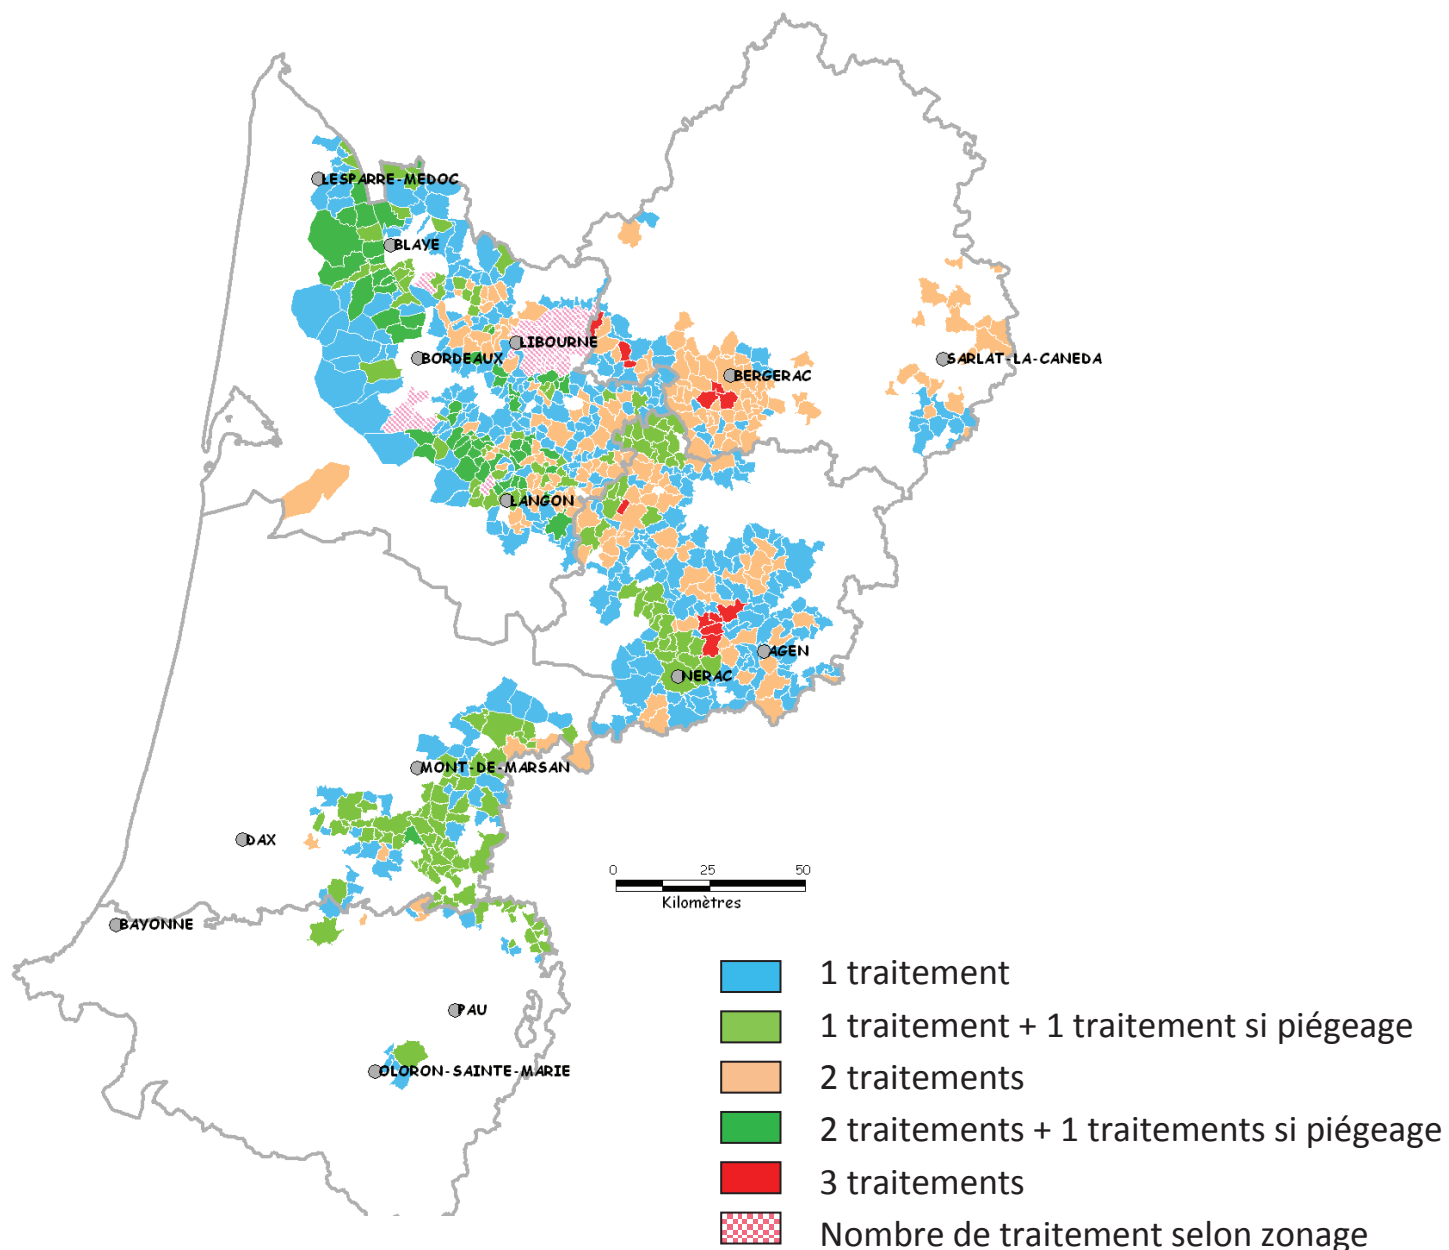 LESPARRE-MEDOC
BLAYE
LIBOURNE
BORDEAUX
BERGERAC
SARLAT-LA-CANEDA
LANGON
AGEN
NERAC
MONT-DE-MARSAN
DAX
0 25 50
Kilomètres
BAYONNE
PAU
OLORON-SAINTE-MARIE
1 traitement
1 traitement + 1 traitement si piégeage
2 traitements
2 traitements + 1 traitements si piégeage
3 traitements
Nombre de traitement selon zonage